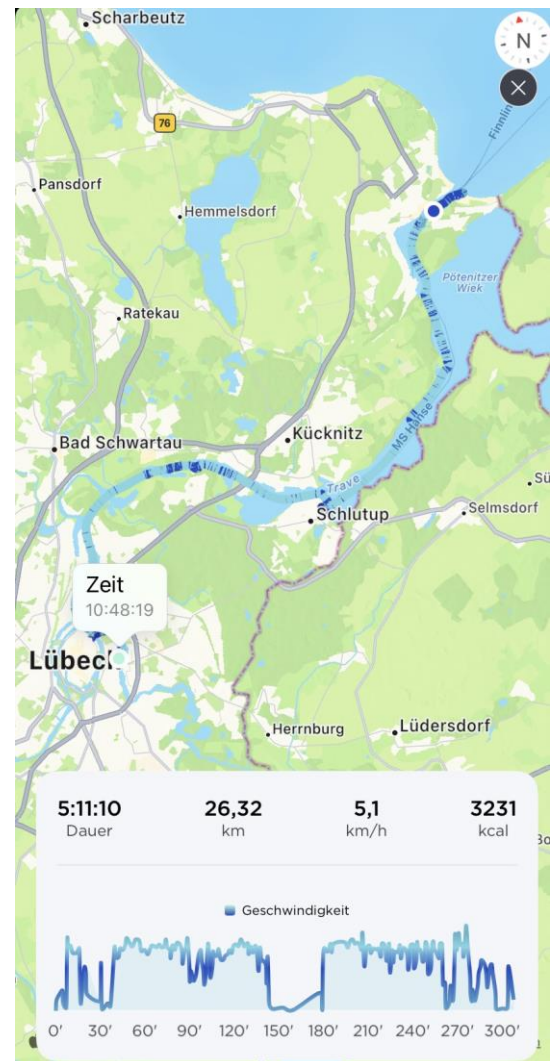 Scharbeutz
N
76
Finnlin
Pansdorf
Hemmelsdorf
Pötenitzer
Wiek
Ratekau
MS Hanse
Kücknitz
Bad Schwartau
Trave
Selmsdorf
Schlutup
Zeit
10:48:19
Lübec
Herrnburg
Lüdersdorf
5:11:10 26,32 5,1 3231
Dauer km km/h kcal
Geschwindigkeit
0' 30' 60' 90' 120' 150' 180' 210' 240' 270' 300'